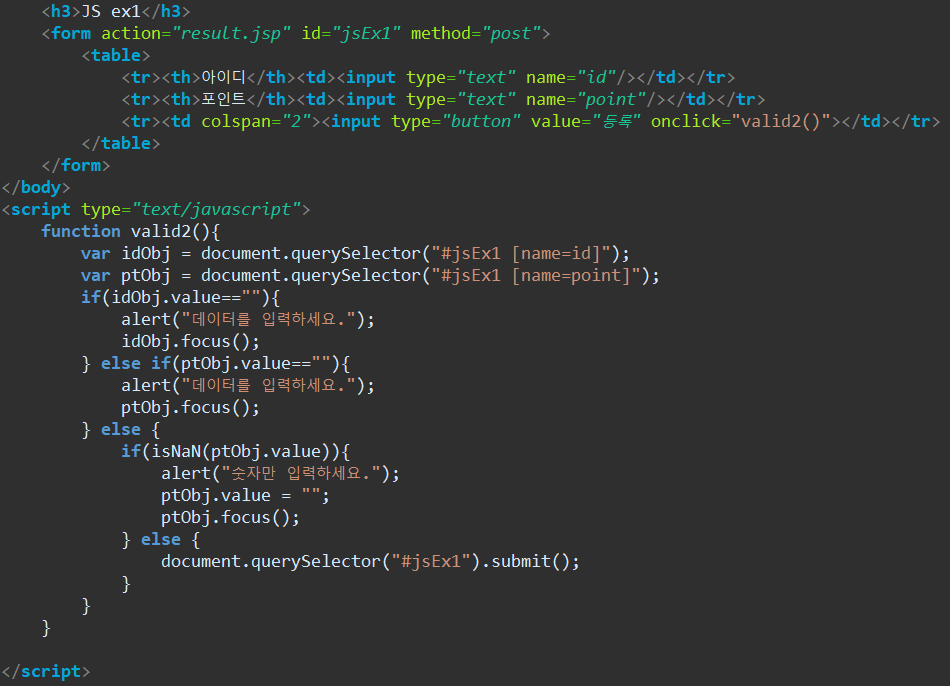 <h3>JS ex1</h3>
<form action="result.jsp" id="jsEx1" method="post">
<table>
<tr><th>아이디</th><td><input type="text" name="id"/></td></tr>
<tr><th>포인트</th><td><input type="text" name="point"/></td></tr>
<tr><td colspan="2"><input type="button" value="등록" onclick="valid2()"></td></tr>
</table>
</form>
</body>
<script type="text/javascript">
function valid2(){
var idObj = document.querySelector("#jsEx1 [name=id]");
var ptObj = document.querySelector("#jsEx1 [name=point]");
if(idObj.value==""){
alert("데이터를 입력하세요.");
idObj.focus();
} else if(ptObj.value==""){
alert("데이터를 입력하세요.");
ptObj.focus();
} else {
if(isNaN(ptObj.value)){
alert("숫자만 입력하세요.");
ptObj.value = "";
ptObj.focus();
} else {
document.querySelector("#jsEx1").submit();
}
}
}
</script>